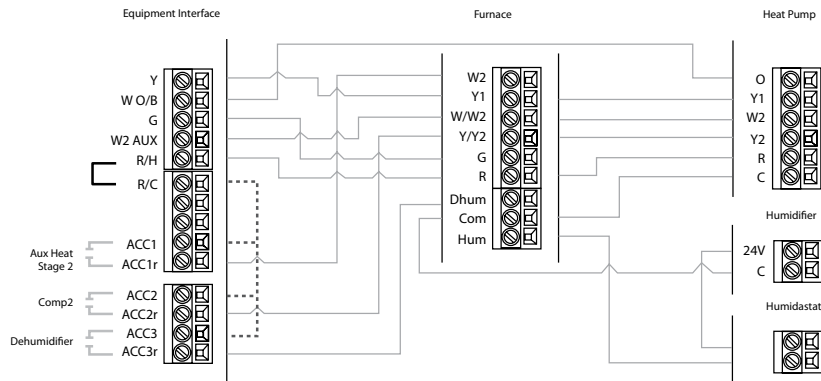 Equipment Interface
Furnace
Heat Pump
Y
W O/B
G
W2 AUX
R/H
R/C
Aux Heat
Stage 2
ACC1
ACC1r
Comp2
ACC2
ACC2r
Dehumidifier
ACC3
ACC3r
W2
Y1
W/W2
Y/Y2
G
R
Dhum
Com
Hum
O
Y1
W2
Y2
R
C
Humidifier
24V
C
Humidastat